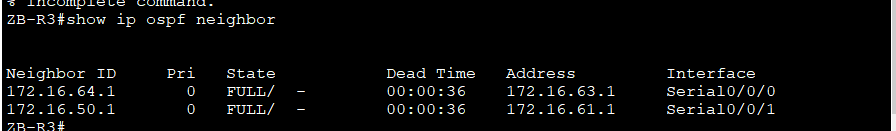 % Incomplete command.
ZB-R3#show ip ospf neighbor
Neighbor ID     Pri   State           Dead Time   Address         Interface
172.16.64.1       0   FULL/  -        00:00:36    172.16.63.1     Serial0/0/0
172.16.50.1       0   FULL/  -        00:00:36    172.16.61.1     Serial0/0/1
ZB-R3#